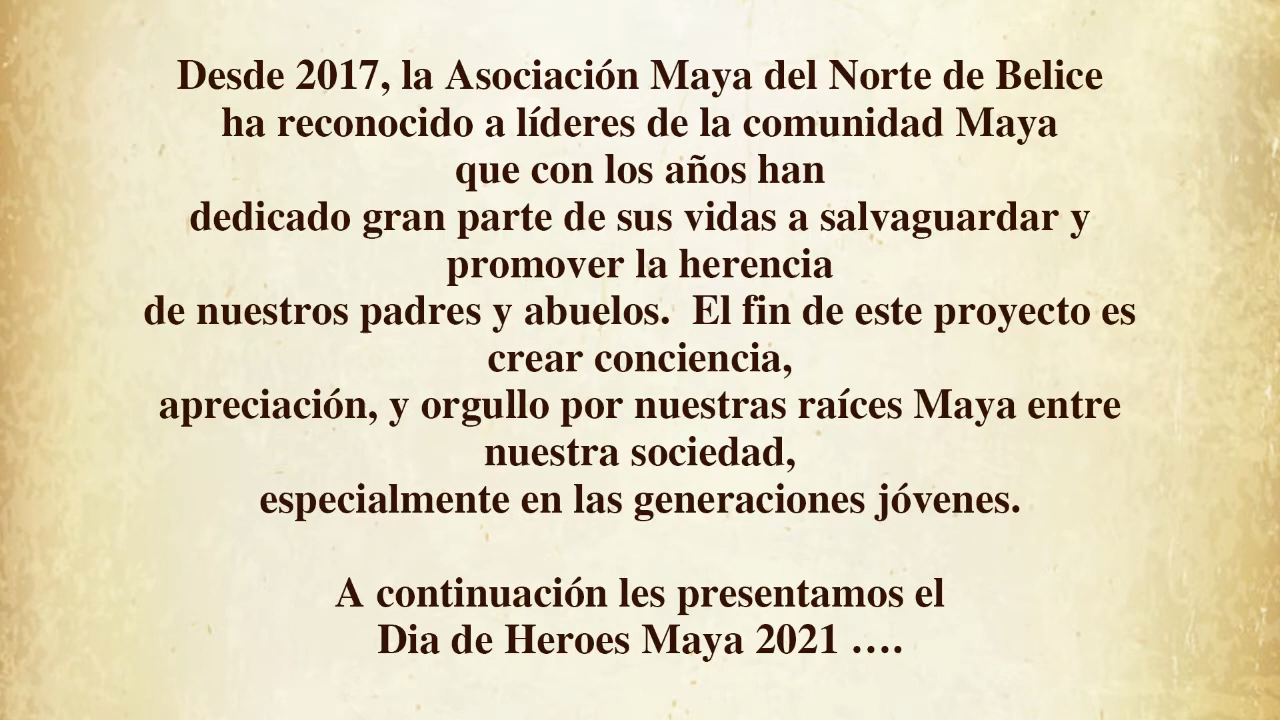 Desde 2017, la Asociación Maya del Norte de Belice
ha reconocido a líderes de la comunidad Maya
que con los años han
dedicado gran parte de sus vidas a salvaguardar y
promover la herencia
de nuestros padres y abuelos.  El fin de este proyecto es
crear conciencia,
apreciación, y orgullo por nuestras raíces Maya entre
nuestra sociedad,
especialmente en las generaciones jóvenes.

A continuación les presentamos el
Dia de Heroes Maya 2021 ….